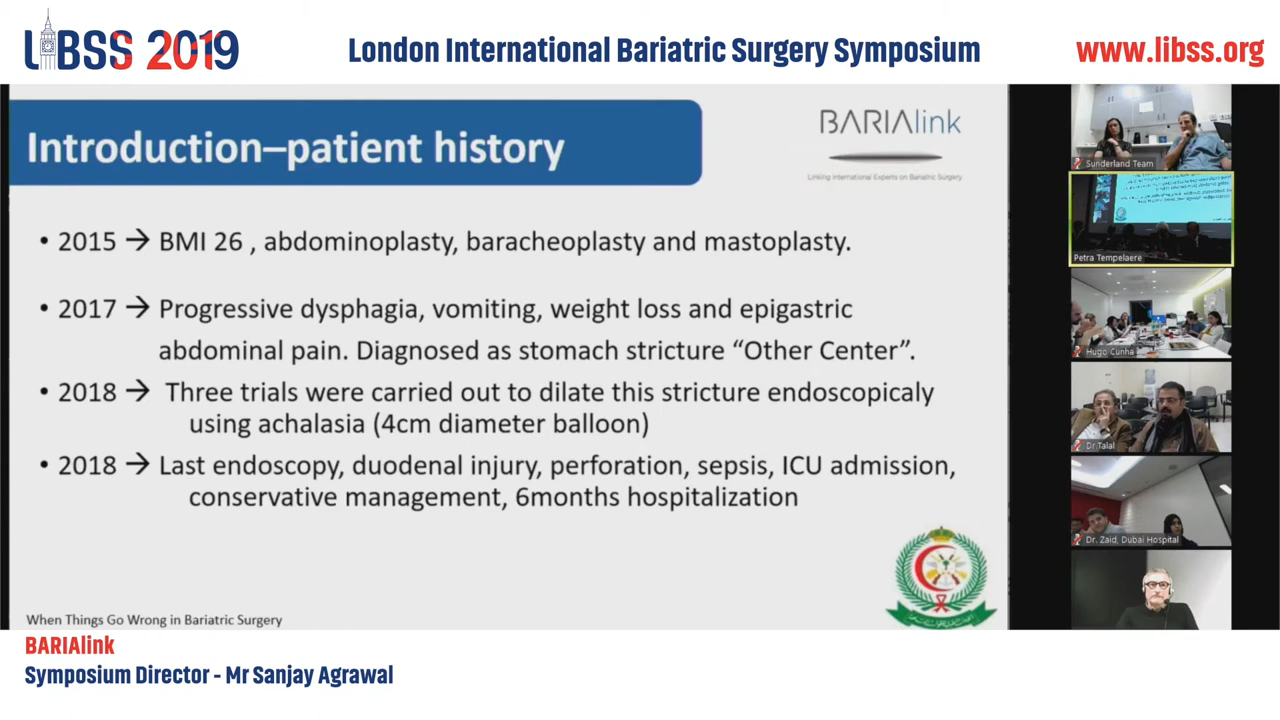 LIBSS 2019
London International Bariatric Surgery Symposium
www.libss.org
Introduction–patient history
BARIAlink
Linking International Experts on Bariatric Surgery
• 2015 → BMI 26 , abdominoplasty, baracheoplasty and mastoplasty.
• 2017 → Progressive dysphagia, vomiting, weight loss and epigastric
abdominal pain. Diagnosed as stomach stricture “Other Center”.
• 2018 → Three trials were carried out to dilate this stricture endoscopicaly
using achalasia (4cm diameter balloon)
• 2018 → Last endoscopy, duodenal injury, perforation, sepsis, ICU admission,
conservative management, 6months hospitalization
When Things Go Wrong in Bariatric Surgery
Sunderland Team
Petra Tempelaere
Hugo Cunha
Dr Talal
Dr. Zaid, Dubai Hospital
BARIAlink
Symposium Director - Mr Sanjay Agrawal